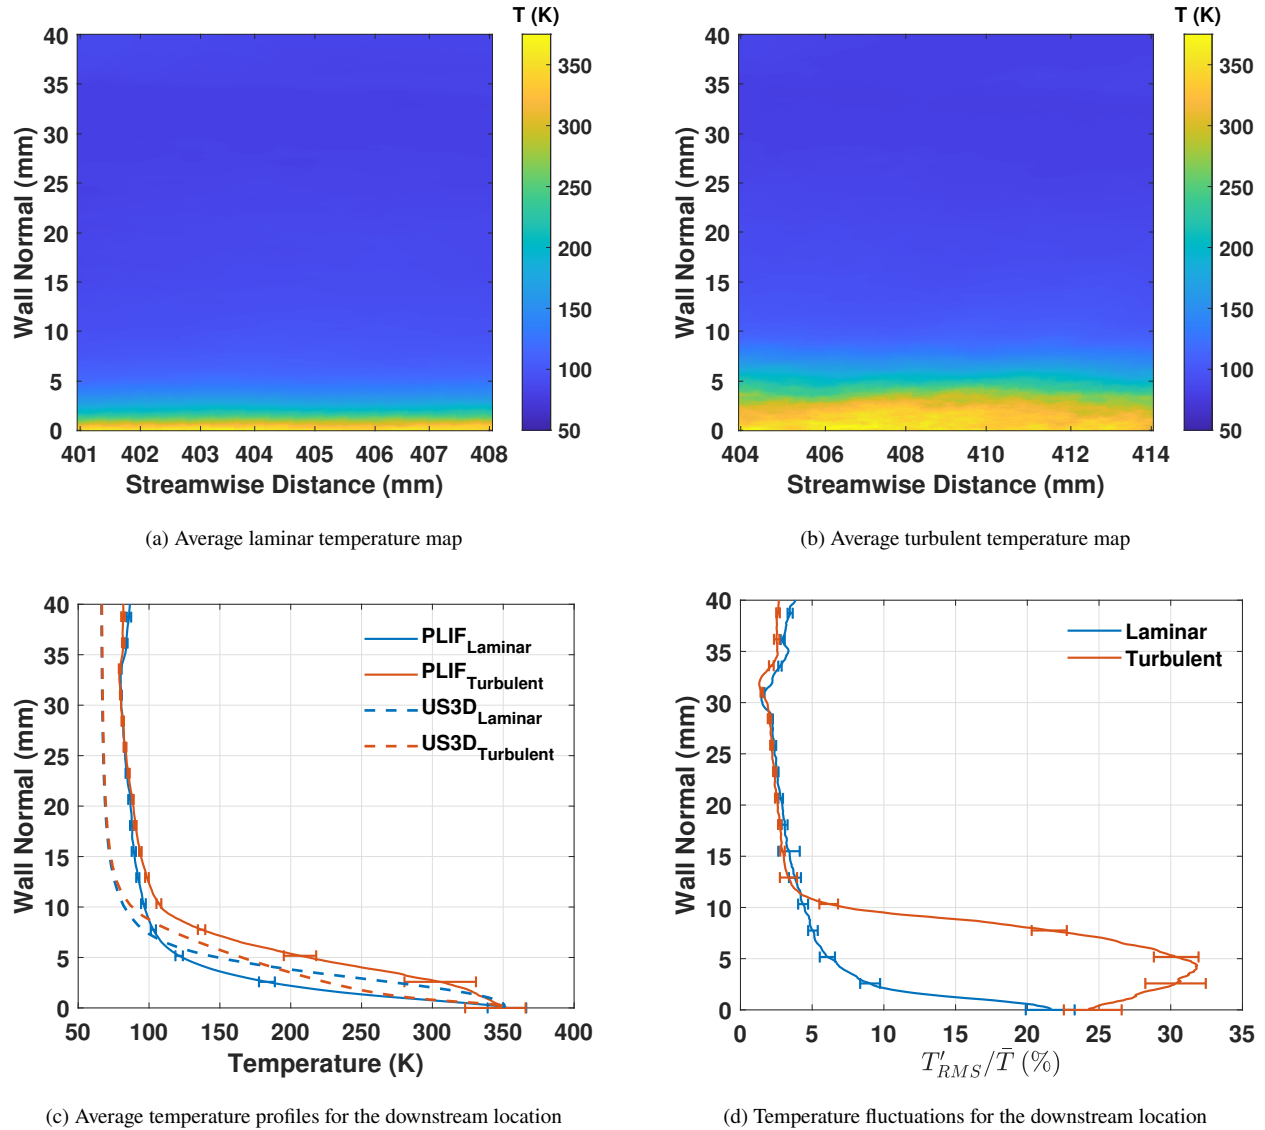 T (K)
40
35
30
25
20
15
10
5
0
Wall Normal (mm)
401 402 403 404 405 406 407 408
Streamwise Distance (mm)
350
300
250
200
150
100
50
(a) Average laminar temperature map
T (K)
40
35
30
25
20
15
10
5
0
Wall Normal (mm)
404 406 408 410 412 414
Streamwise Distance (mm)
350
300
250
200
150
100
50
(b) Average turbulent temperature map
40
35
30
25
20
15
10
5
0
Wall Normal (mm)
PLIF_Laminar
PLIF_Turbulent
US3D_Laminar
US3D_Turbulent
50 100 150 200 250 300 350 400
Temperature (K)
(c) Average temperature profiles for the downstream location
40
35
30
25
20
15
10
5
0
Wall Normal (mm)
Laminar
Turbulent
0 5 10 15 20 25 30 35
T'_{RMS}/T̄ (%)
(d) Temperature fluctuations for the downstream location